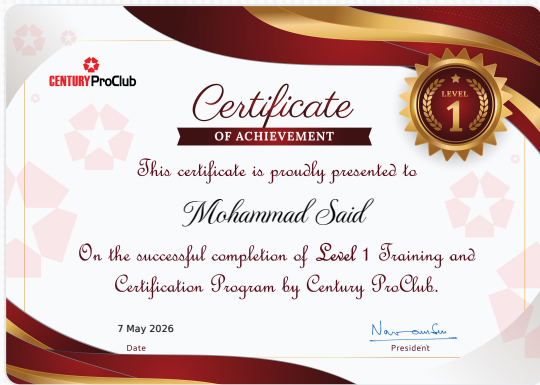 CENTURY ProClub
LEVEL
1
Certificate
OF ACHIEVEMENT
This certificate is proudly presented to
Mohammad Said
On the successful completion of Level 1 Training and
Certification Program by Century ProClub.
7 May 2026
Date
President